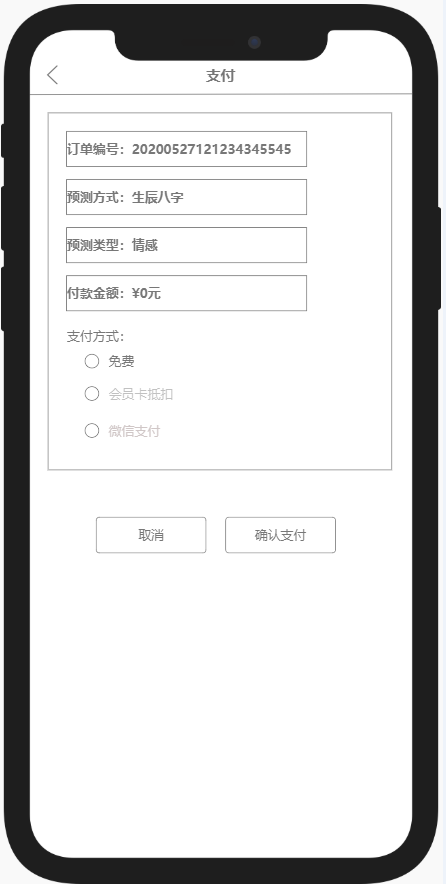 支付
订单编号：20200527121234345545
预测方式：生辰八字
预测类型：情感
付款金额：¥0元
支付方式：
免费
会员卡抵扣
微信支付
取消
确认支付